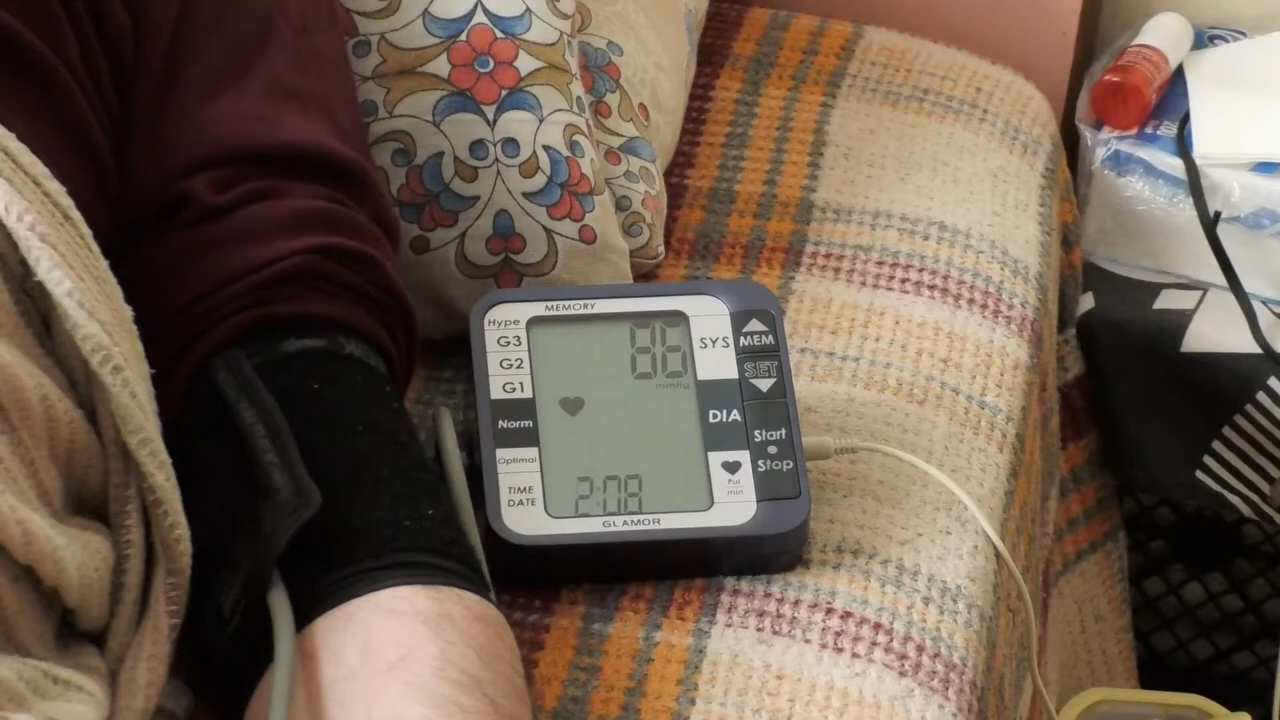 MEMORY
Hype
G3
G2
G1
Norm
Optimal
TIME
DATE
86
mmHg
2:08
SYS
DIA
Pul
min
MEM
SET
Start
Stop
GLAMOR